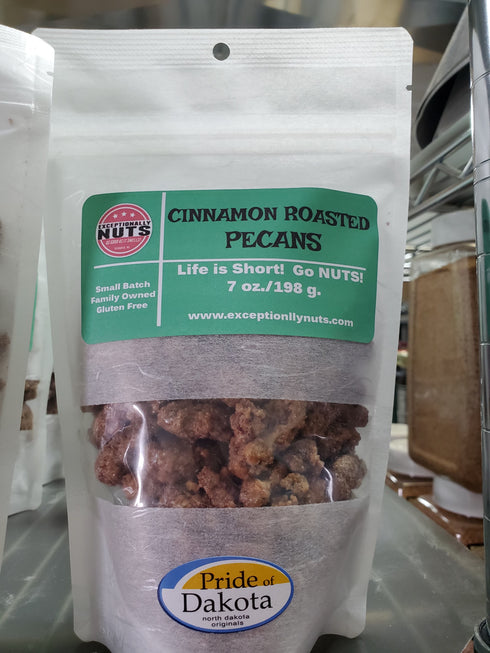 EXCEPTIONALLY
NUTS
CINNAMON ROASTED
PECANS
Small Batch
Family Owned
Gluten Free
Life is Short! Go NUTS!
7 oz./198 g.
www.exceptionllynuts.com
Pride of
Dakota
north dakota
originals